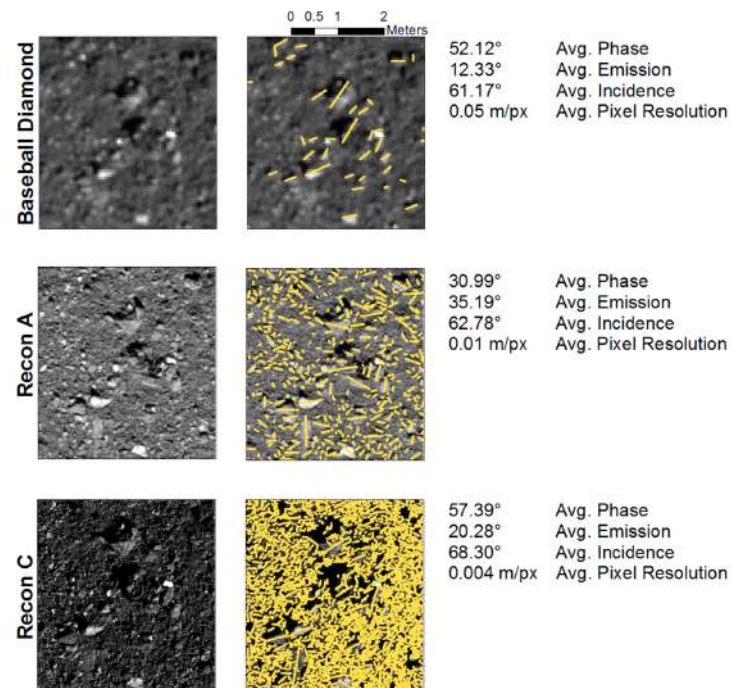 0 0.5 1 2
Meters
Baseball Diamond
52.12° Avg. Phase
12.33° Avg. Emission
61.17° Avg. Incidence
0.05 m/px Avg. Pixel Resolution
Recon A
30.99° Avg. Phase
35.19° Avg. Emission
62.78° Avg. Incidence
0.01 m/px Avg. Pixel Resolution
Recon C
57.39° Avg. Phase
20.28° Avg. Emission
68.30° Avg. Incidence
0.004 m/px Avg. Pixel Resolution